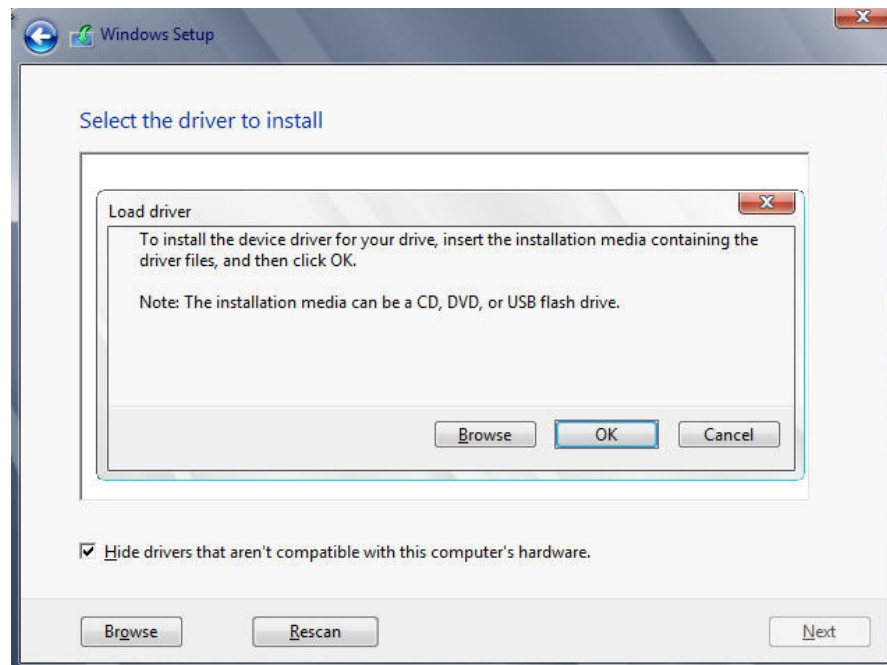 Windows Setup
Select the driver to install
Load driver
To install the device driver for your drive, insert the installation media containing the
driver files, and then click OK.
Note: The installation media can be a CD, DVD, or USB flash drive.
Browse OK Cancel
Hide drivers that aren't compatible with this computer's hardware.
Browse Rescan Next